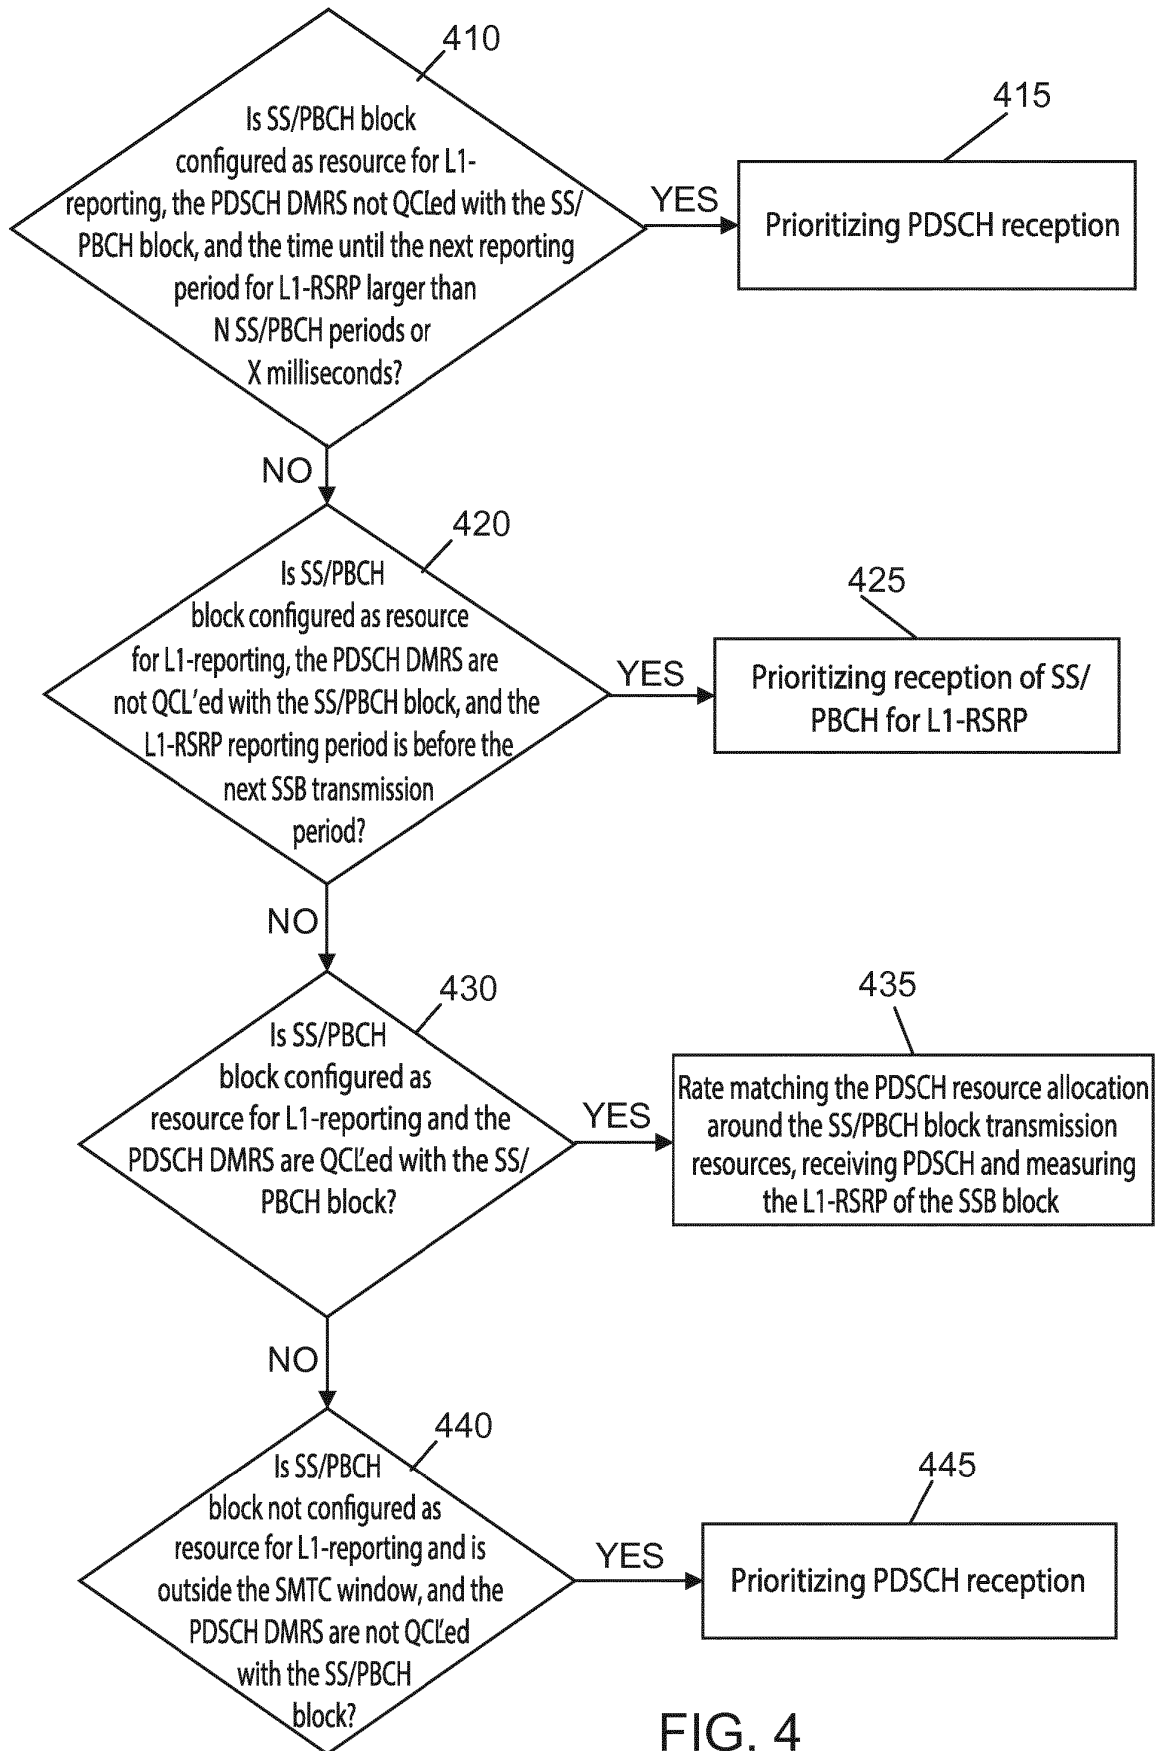 410
Is SS/PBCH block
configured as resource for L1-
reporting, the PDSCH DMRS not QCL'ed with the SS/
PBCH block, and the time until the next reporting
period for L1-RSRP larger than
N SS/PBCH periods or
X milliseconds?
YES
415
Prioritizing PDSCH reception
NO
420
Is SS/PBCH
block configured as resource
for L1-reporting, the PDSCH DMRS are
not QCL'ed with the SS/PBCH block, and the
L1-RSRP reporting period is before the
next SSB transmission
period?
YES
425
Prioritizing reception of SS/
PBCH for L1-RSRP
NO
430
Is SS/PBCH
block configured as
resource for L1-reporting and the
PDSCH DMRS are QCL'ed with the SS/
PBCH block?
YES
435
Rate matching the PDSCH resource allocation
around the SS/PBCH block transmission
resources, receiving PDSCH and measuring
the L1-RSRP of the SSB block
NO
440
Is SS/PBCH
block not configured as
resource for L1-reporting and is
outside the SMTC window, and the
PDSCH DMRS are not QCL'ed
with the SS/PBCH
block?
YES
445
Prioritizing PDSCH reception
FIG. 4